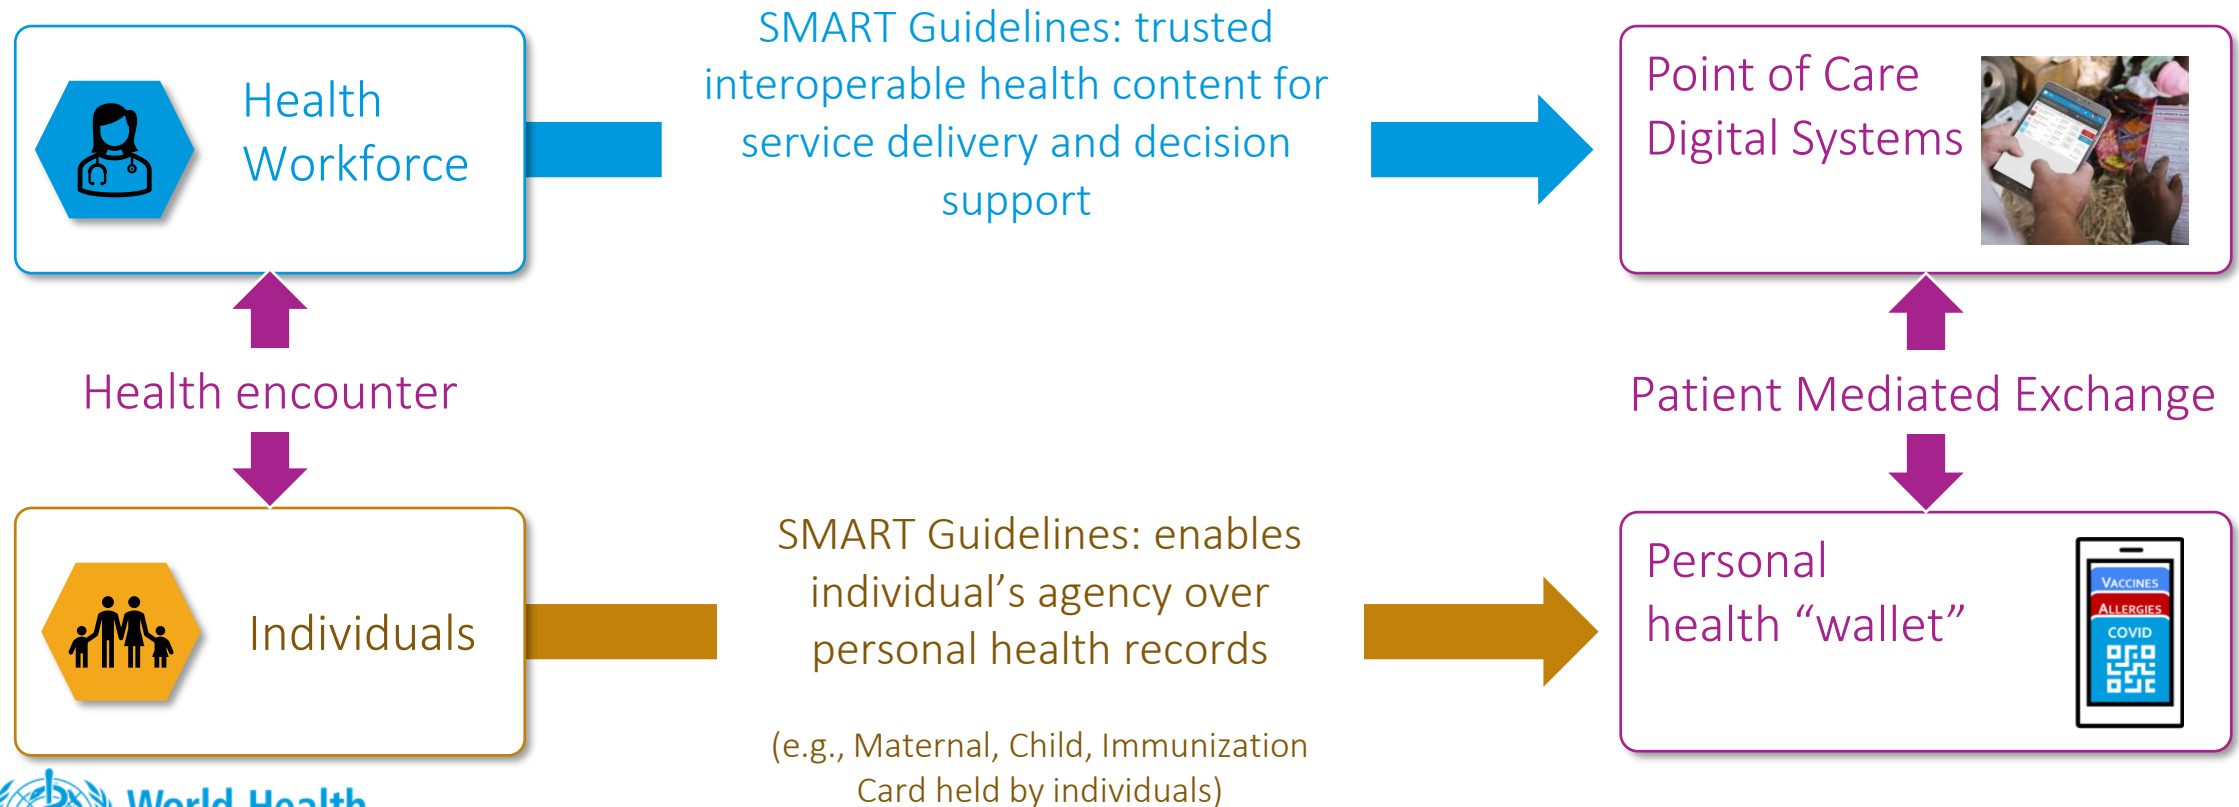 Health
Workforce
SMART Guidelines: trusted
interoperable health content for
service delivery and decision
support
Point of Care
Digital Systems
Health encounter
Patient Mediated Exchange
Individuals
SMART Guidelines: enables
individual’s agency over
personal health records
(e.g., Maternal, Child, Immunization
Card held by individuals)
Personal
health “wallet”
VACCINES
ALLERGIES
COVID
World Health